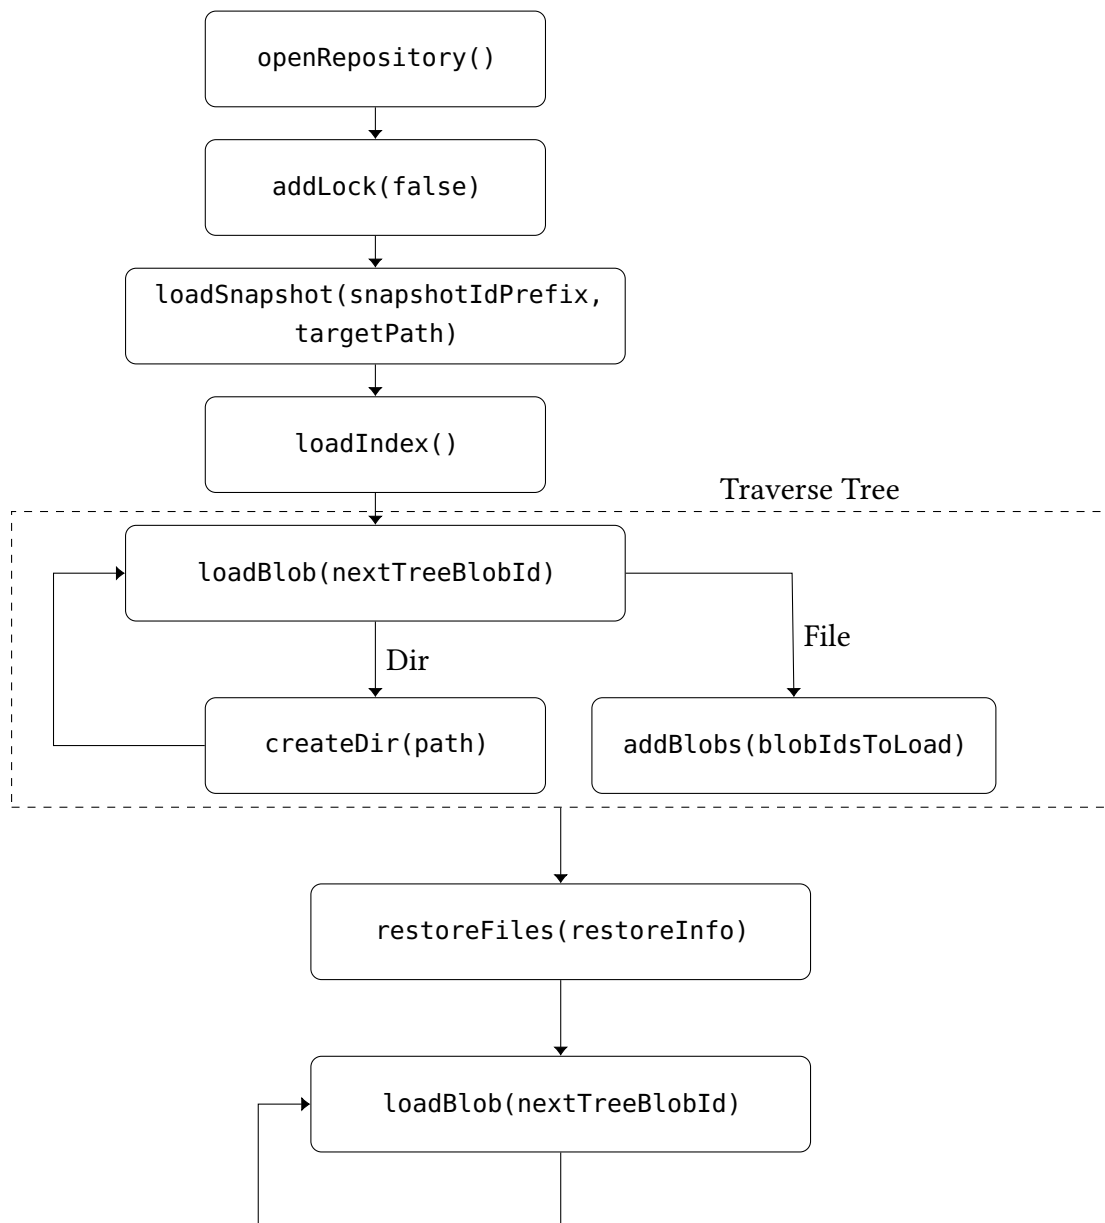 openRepository()
addLock(false)
loadSnapshot(snapshotIdPrefix,
targetPath)
loadIndex()
Traverse Tree
loadBlob(nextTreeBlobId)
File
Dir
createDir(path)
addBlobs(blobIdsToLoad)
restoreFiles(restoreInfo)
loadBlob(nextTreeBlobId)